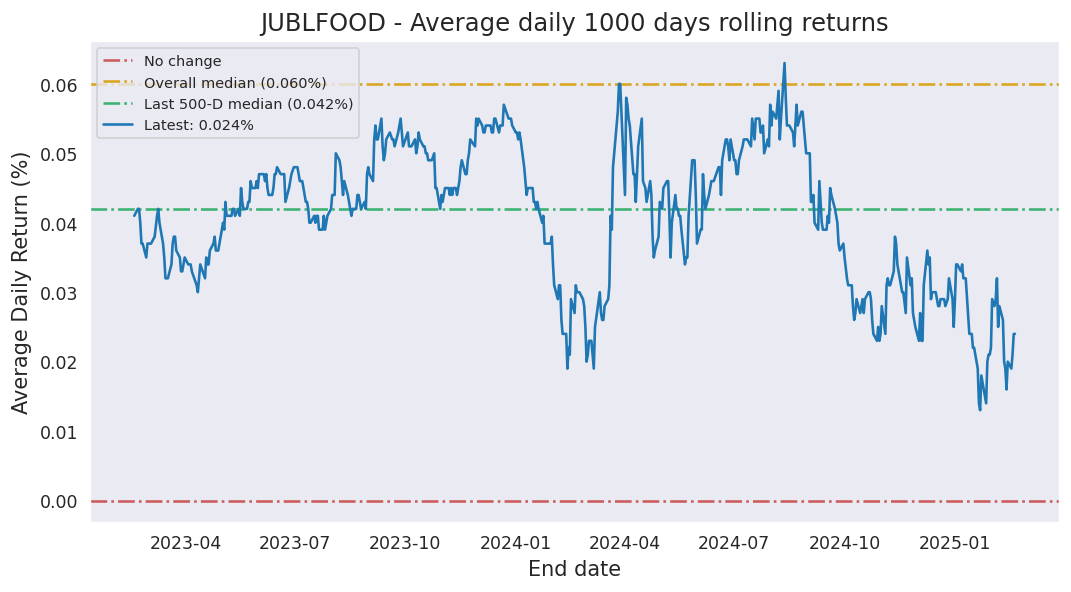 JUBLFOOD - Average daily 1000 days rolling returns
No change
Overall median (0.060%)
Last 500-D median (0.042%)
Latest: 0.024%
Average Daily Return (%)
0.06
0.05
0.04
0.03
0.02
0.01
0.00
2023-04 2023-07 2023-10 2024-01 2024-04 2024-07 2024-10 2025-01
End date